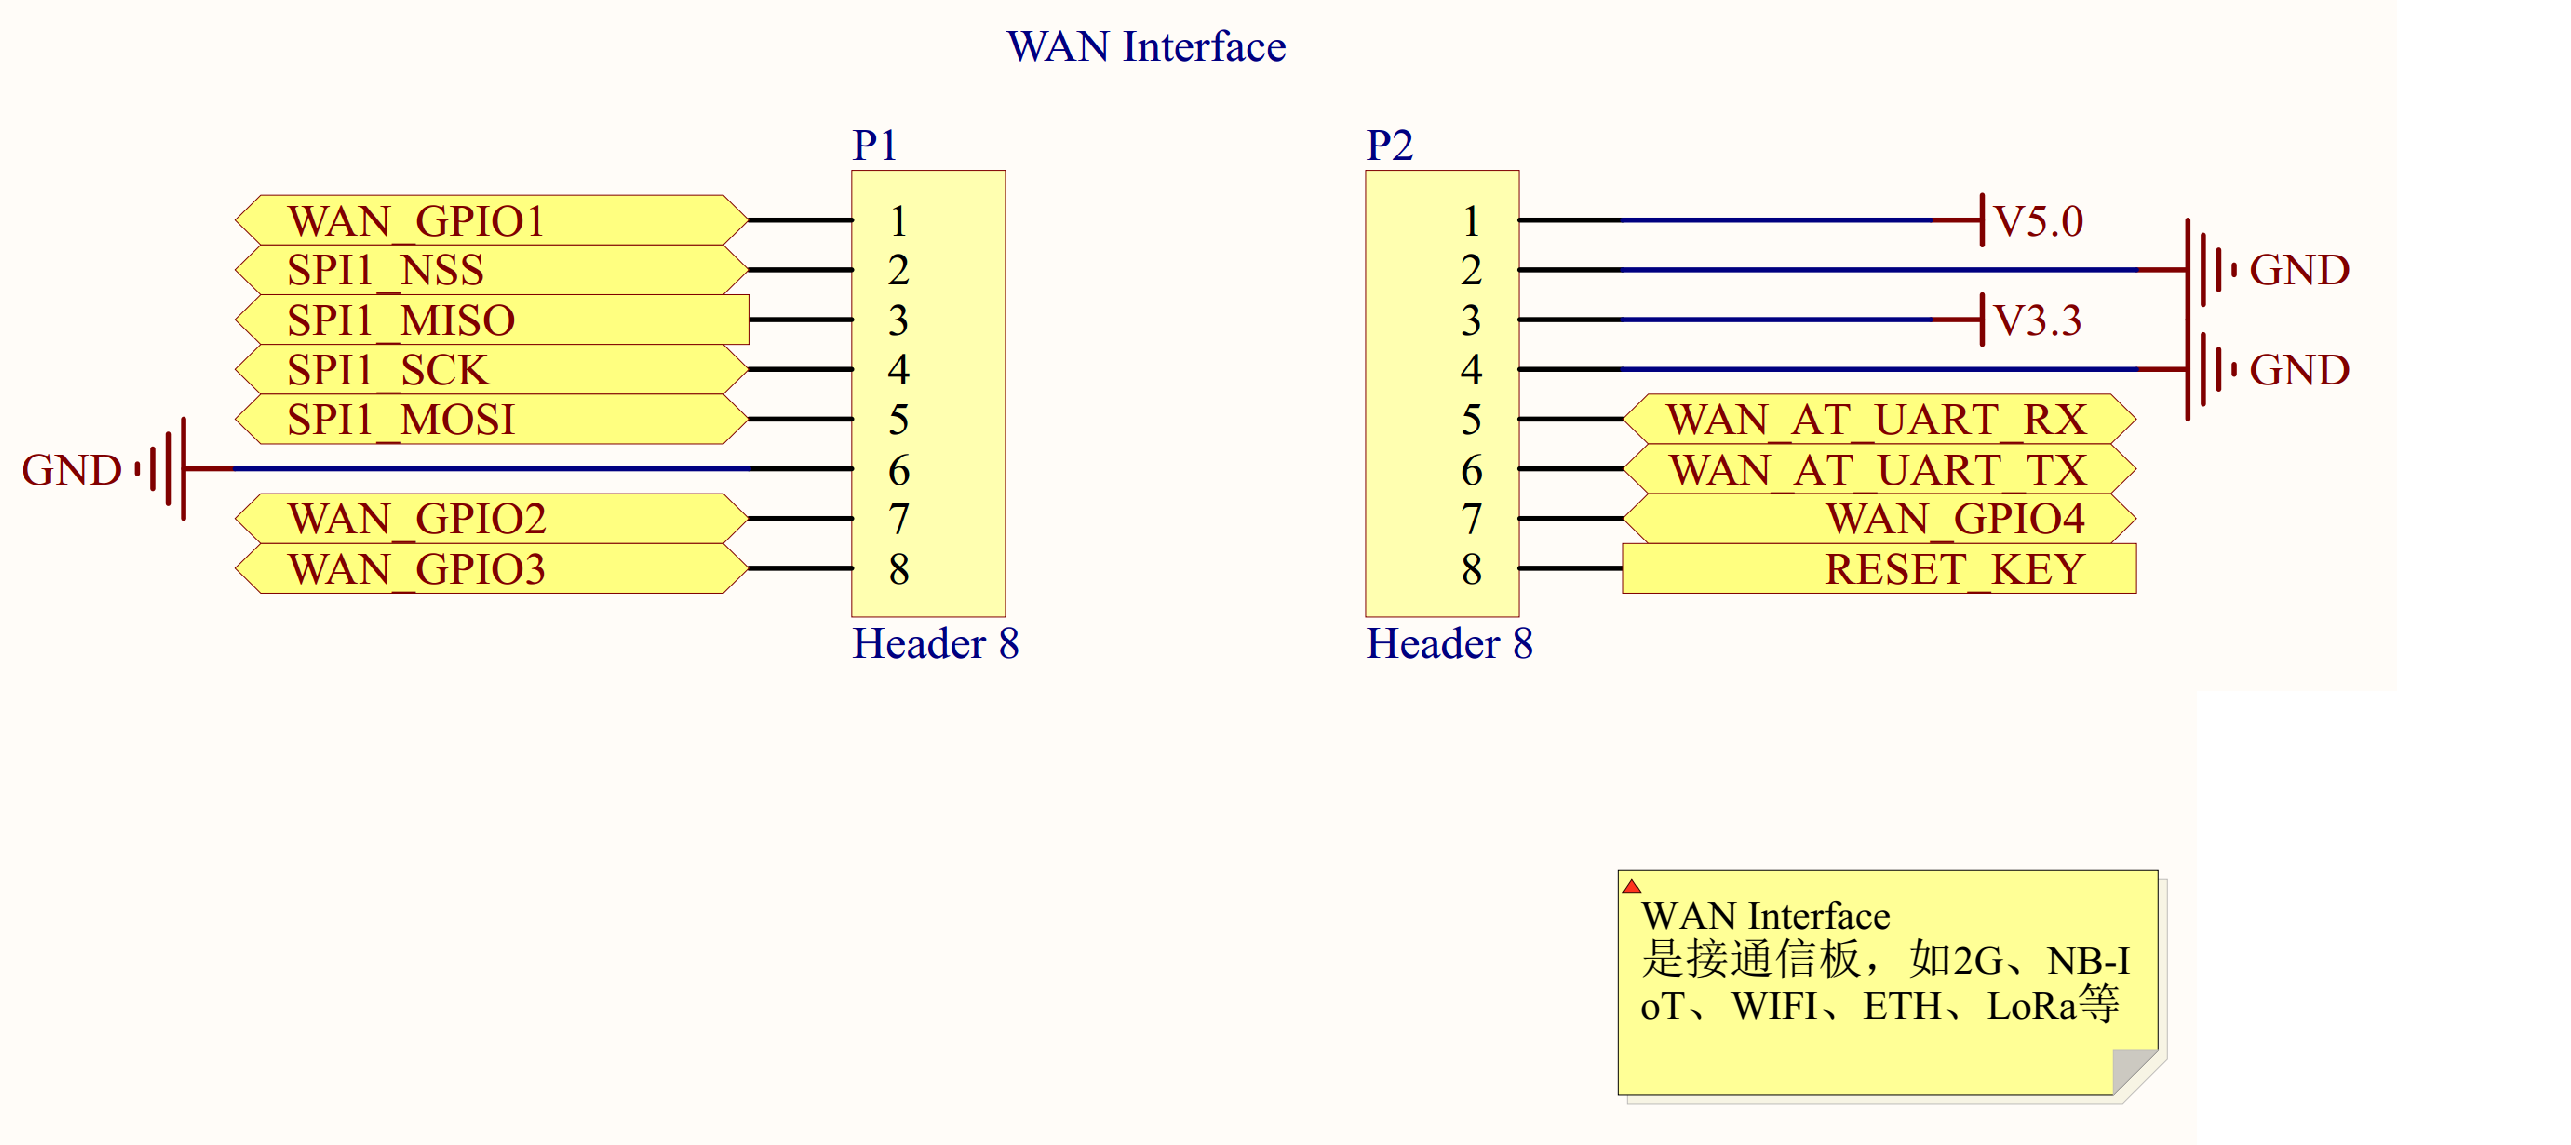 WAN Interface
P1
WAN_GPIO1 1
SPI1_NSS 2
SPI1_MISO 3
SPI1_SCK 4
SPI1_MOSI 5
GND 6
WAN_GPIO2 7
WAN_GPIO3 8
Header 8
P2
1 V5.0
2 GND
3 V3.3
4 GND
5 WAN_AT_UART_RX
6 WAN_AT_UART_TX
7 WAN_GPIO4
8 RESET_KEY
Header 8
WAN Interface
是接通信板，如2G、NB-I
oT、WIFI、ETH、LoRa等